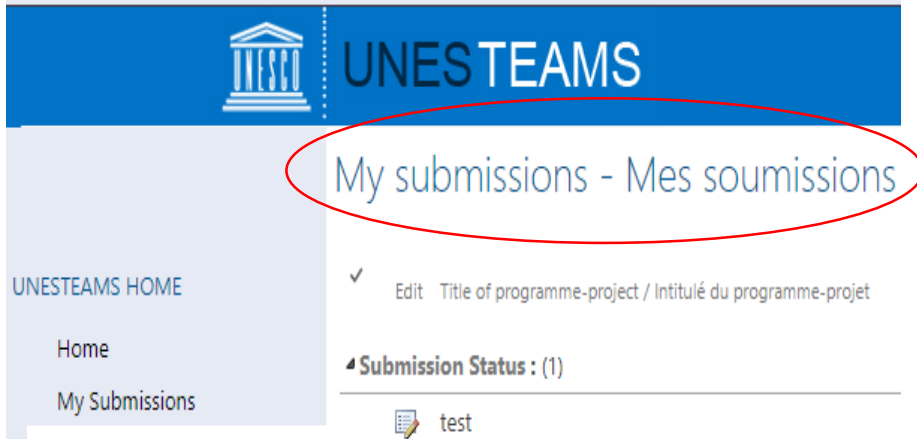 UNESCO
UNESTEAMS
My submissions - Mes soumissions
UNESTEAMS HOME
Home
My Submissions
Edit Title of programme-project / Intitulé du programme-projet
Submission Status : (1)
test